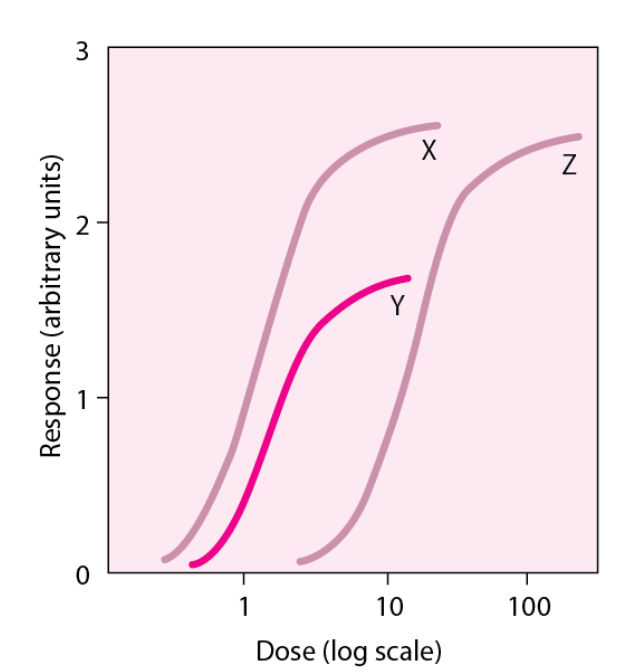 3
X
Z
2
Y
1
0
1 10 100
Dose (log scale)
Response (arbitrary units)